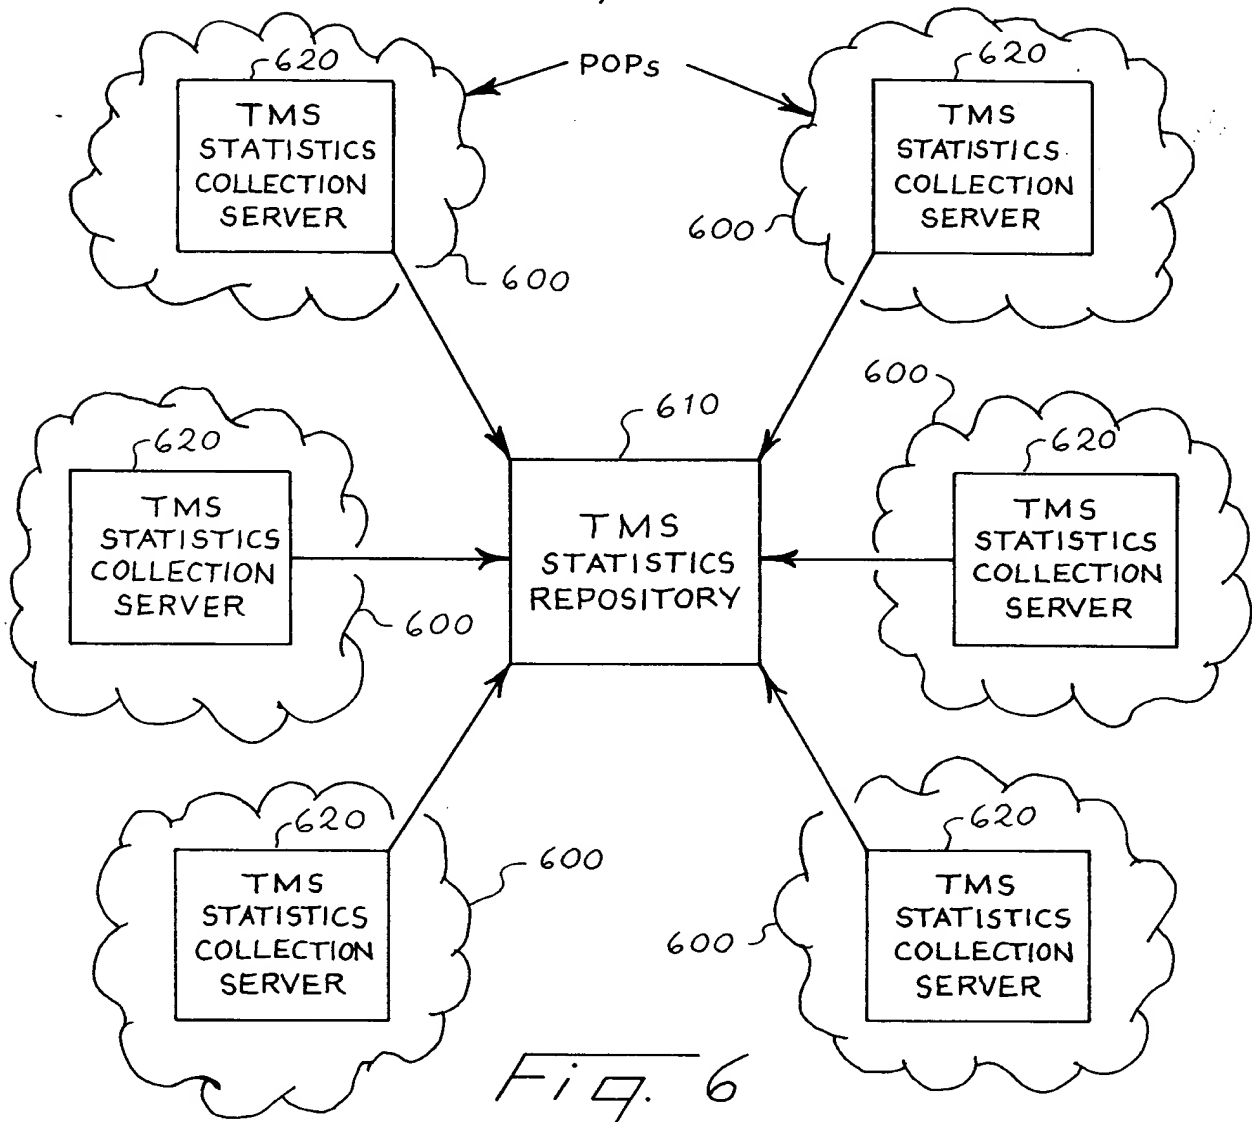 620
POPs
620
TMS
STATISTICS
COLLECTION
SERVER
TMS
STATISTICS
COLLECTION
SERVER
600
600
600
610
620
TMS
STATISTICS
COLLECTION
SERVER
TMS
STATISTICS
REPOSITORY
620
TMS
STATISTICS
COLLECTION
SERVER
600
620
TMS
STATISTICS
COLLECTION
SERVER
600
620
TMS
STATISTICS
COLLECTION
SERVER
600
Fig. 6